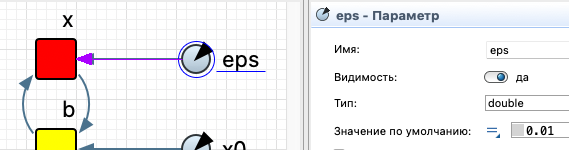 x
eps
b
x0
eps - Параметр
Имя:
eps
Видимость:
да
Тип:
double
Значение по умолчанию:
0.01